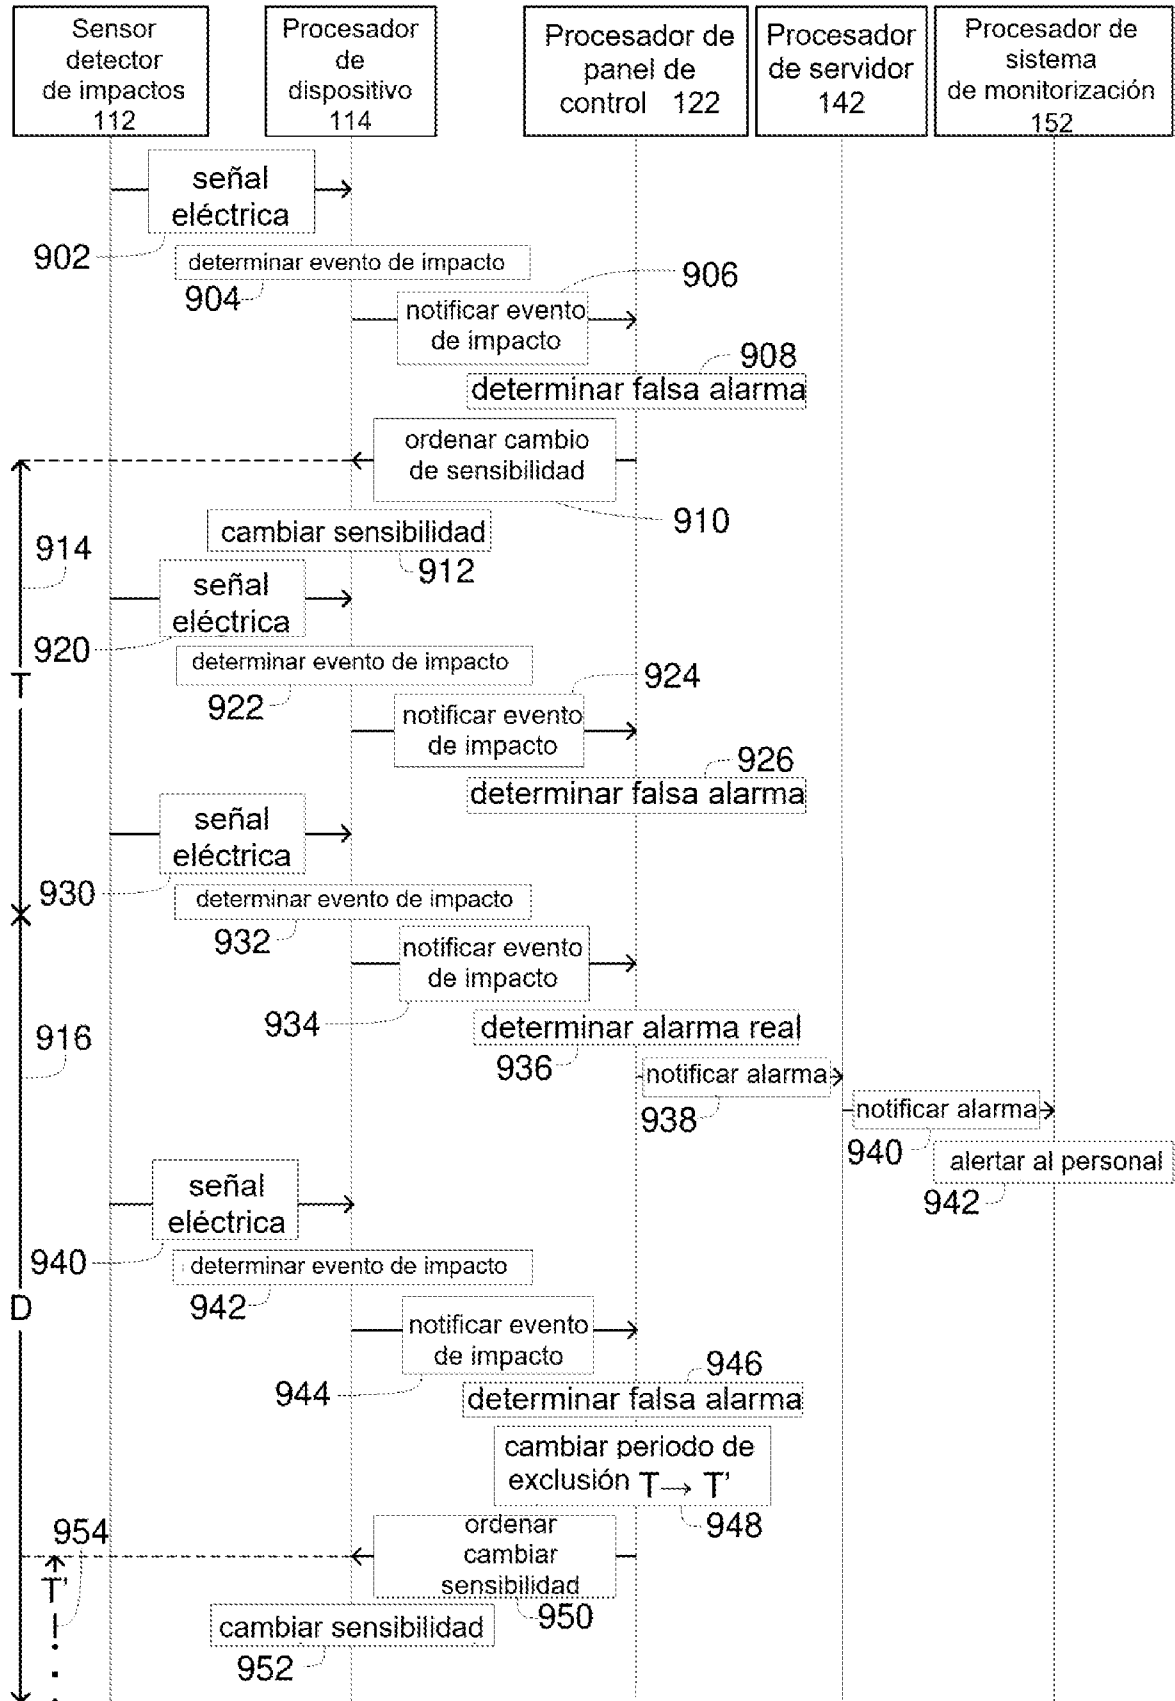 Sensor
detector
de impactos
112
Procesador
de
dispositivo
114
Procesador de
panel de
control 122
Procesador
de servidor
142
Procesador de
sistema
de monitorización
152
señal
eléctrica
902
determinar evento de impacto
904
906
notificar evento
de impacto
908
determinar falsa alarma
ordenar cambio
de sensibilidad
910
cambiar sensibilidad
912
914
señal
eléctrica
920
T
determinar evento de impacto
922
924
notificar evento
de impacto
926
determinar falsa alarma
señal
eléctrica
930
determinar evento de impacto
932
notificar evento
de impacto
934
916
determinar alarma real
936
notificar alarma
938
notificar alarma
940
alertar al personal
942
señal
eléctrica
940
determinar evento de impacto
942
D
notificar evento
de impacto
944
946
determinar falsa alarma
cambiar periodo de
exclusión T → T'
948
954
ordenar
cambiar
sensibilidad
950
T'
cambiar sensibilidad
952